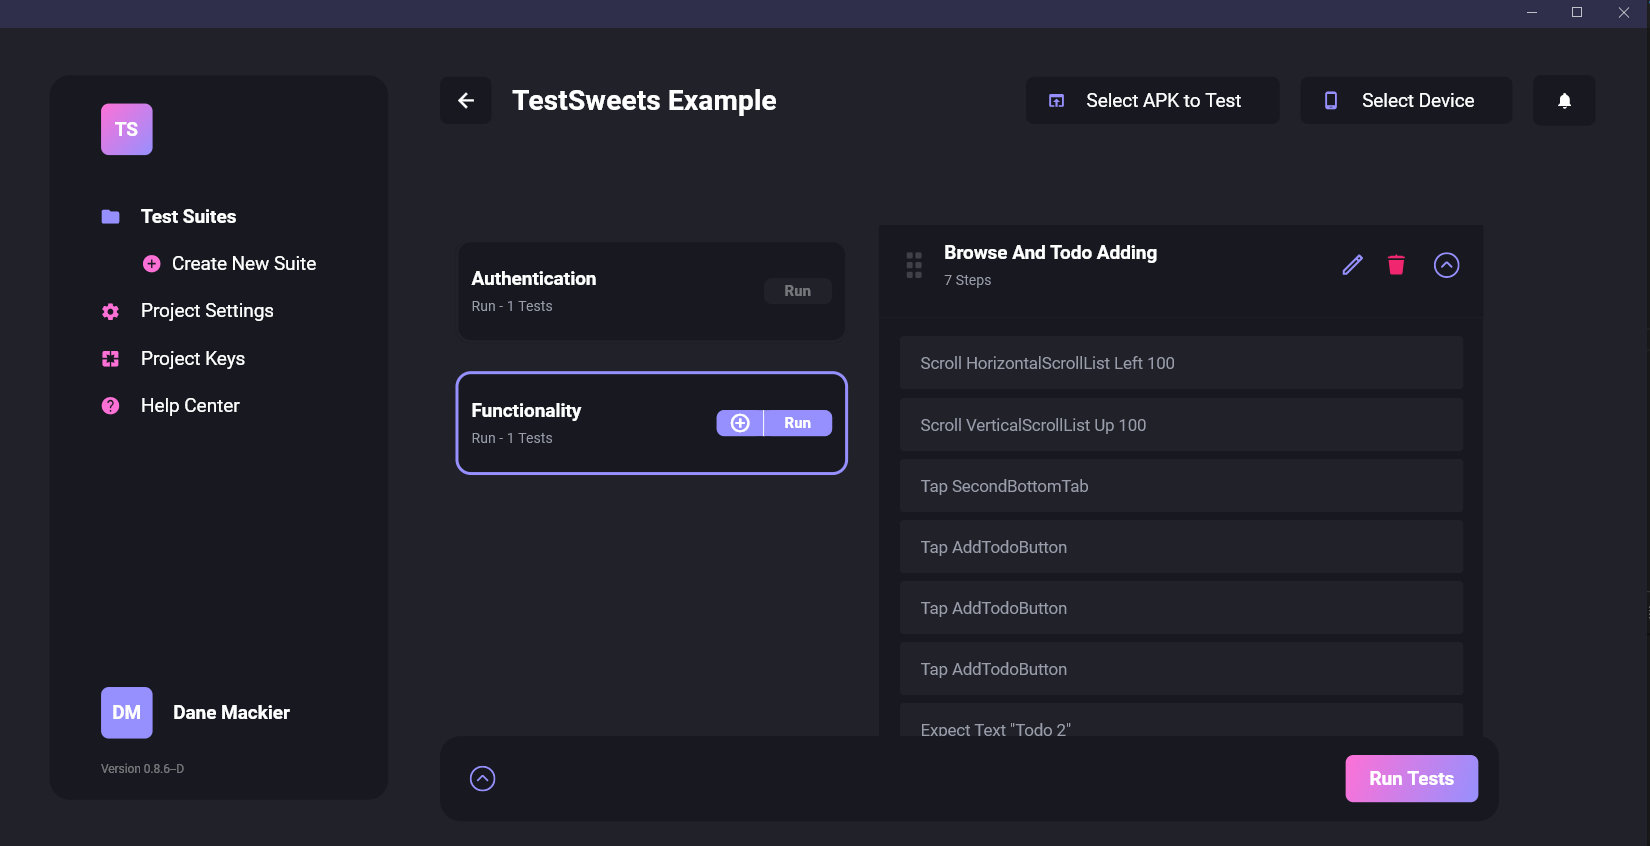 TS
Test Suites
Create New Suite
Project Settings
Project Keys
Help Center
DM
Dane Mackier
Version 0.8.6--D
TestSweets Example
Select APK to Test
Select Device
Authentication
Run - 1 Tests
Run
Functionality
Run - 1 Tests
Run
Browse And Todo Adding
7 Steps
Scroll HorizontalScrollList Left 100
Scroll VerticalScrollList Up 100
Tap SecondBottomTab
Tap AddTodoButton
Tap AddTodoButton
Tap AddTodoButton
Expect Text "Todo 2"
Run Tests